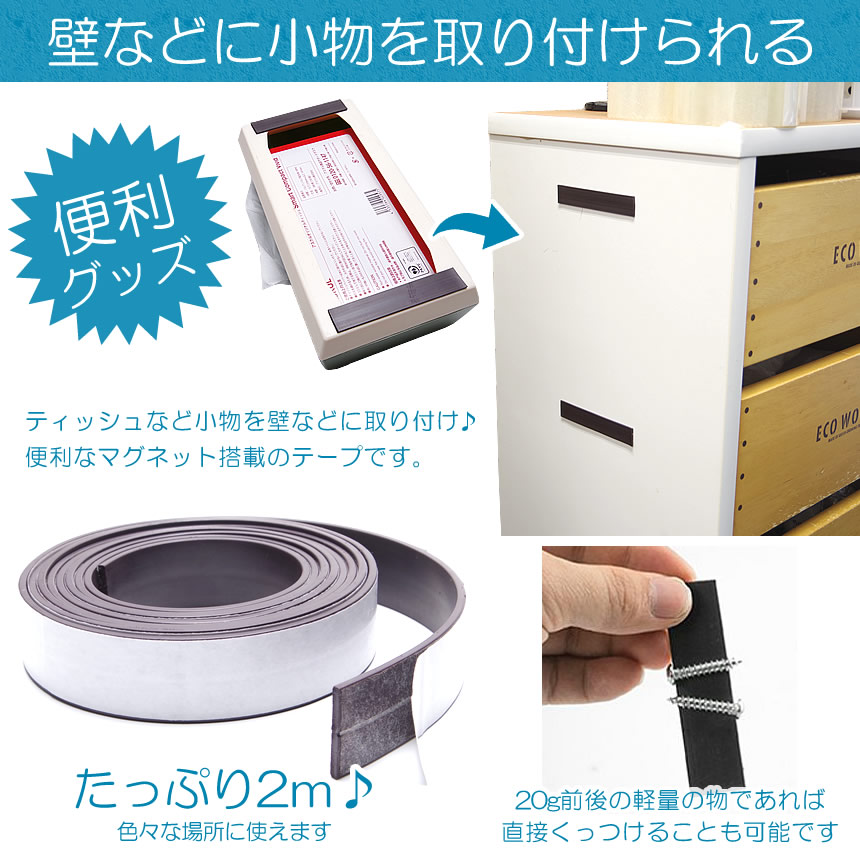 壁などに小物を取り付けられる
便利
グッズ
Smart Compact Vivid
ECO WO
ECO WO
ティッシュなど小物を壁などに取り付け♪
便利なマグネット搭載のテープです。
たっぷり2m♪
色々な場所に使えます
20g前後の軽量の物であれば
直接くっつけることも可能です